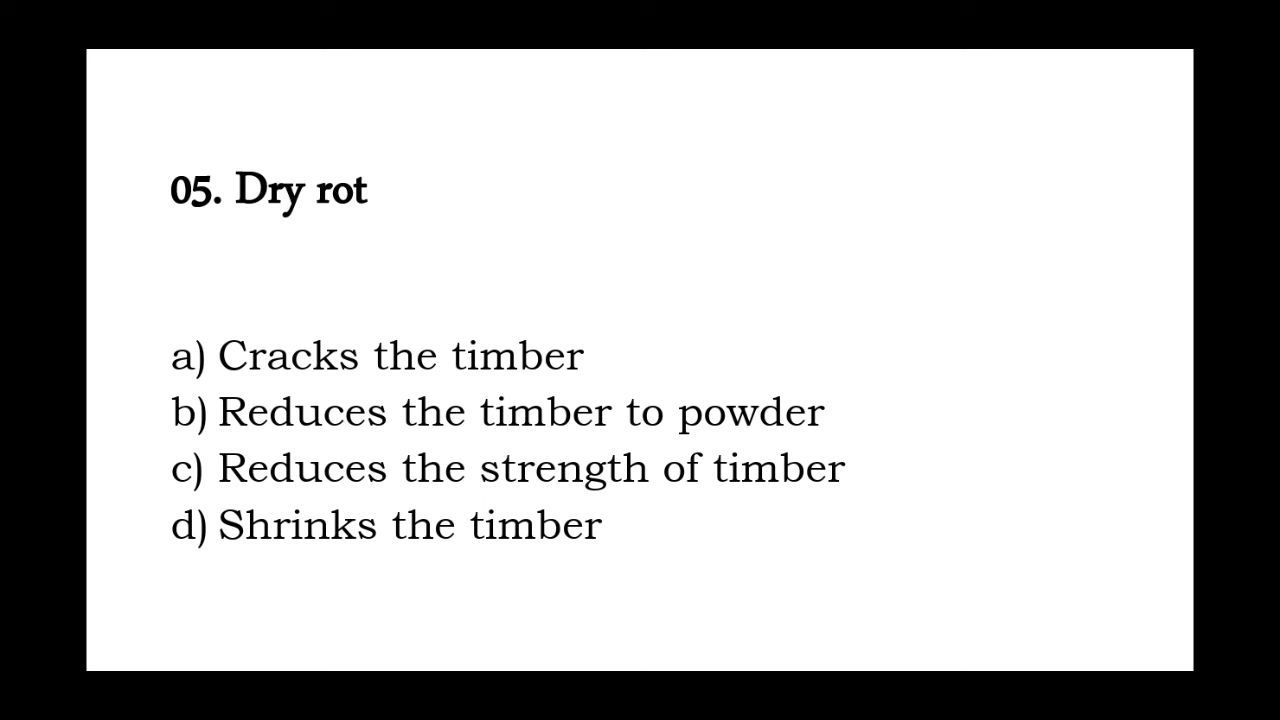 05. Dry rot
a) Cracks the timber
b) Reduces the timber to powder
c) Reduces the strength of timber
d) Shrinks the timber